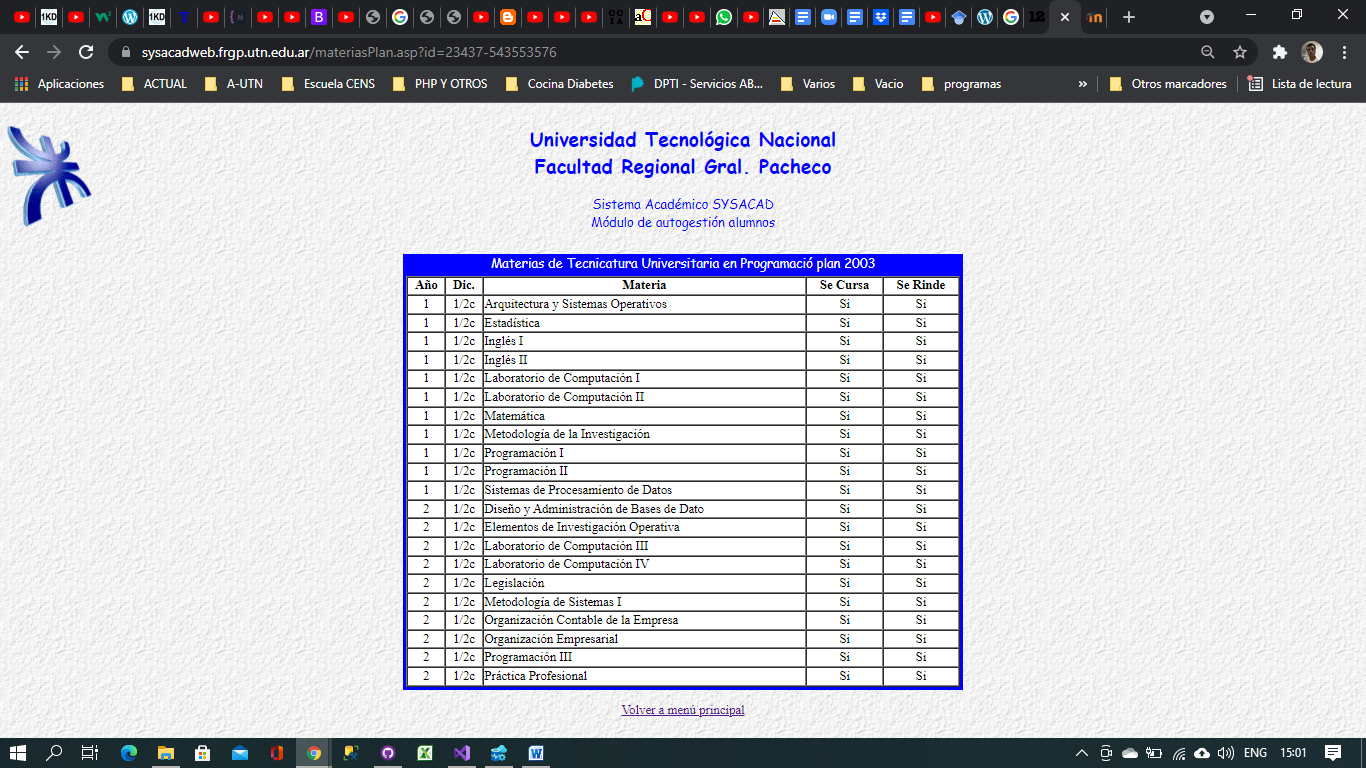 sysacadweb.frgp.utn.edu.ar/materiasPlan.asp?id=23437-543553576
Aplicaciones ACTUAL A-UTN Escuela CENS PHP Y OTROS Cocina Diabetes DPTI - Servicios AB... Varios Vacio programas » Otros marcadores Lista de lectura
Universidad Tecnológica Nacional
Facultad Regional Gral. Pacheco
Sistema Académico SYSACAD
Módulo de autogestión alumnos
Materias de Tecnicatura Universitaria en Programació plan 2003
Año Dic. Materia Se Cursa Se Rinde
1 1/2c Arquitectura y Sistemas Operativos Si Si
1 1/2c Estadística Si Si
1 1/2c Inglés I Si Si
1 1/2c Inglés II Si Si
1 1/2c Laboratorio de Computación I Si Si
1 1/2c Laboratorio de Computación II Si Si
1 1/2c Matemática Si Si
1 1/2c Metodología de la Investigación Si Si
1 1/2c Programación I Si Si
1 1/2c Programación II Si Si
1 1/2c Sistemas de Procesamiento de Datos Si Si
2 1/2c Diseño y Administración de Bases de Dato Si Si
2 1/2c Elementos de Investigación Operativa Si Si
2 1/2c Laboratorio de Computación III Si Si
2 1/2c Laboratorio de Computación IV Si Si
2 1/2c Legislación Si Si
2 1/2c Metodología de Sistemas I Si Si
2 1/2c Organización Contable de la Empresa Si Si
2 1/2c Organización Empresarial Si Si
2 1/2c Programación III Si Si
2 1/2c Práctica Profesional Si Si
Volver a menú principal
ENG 15:01